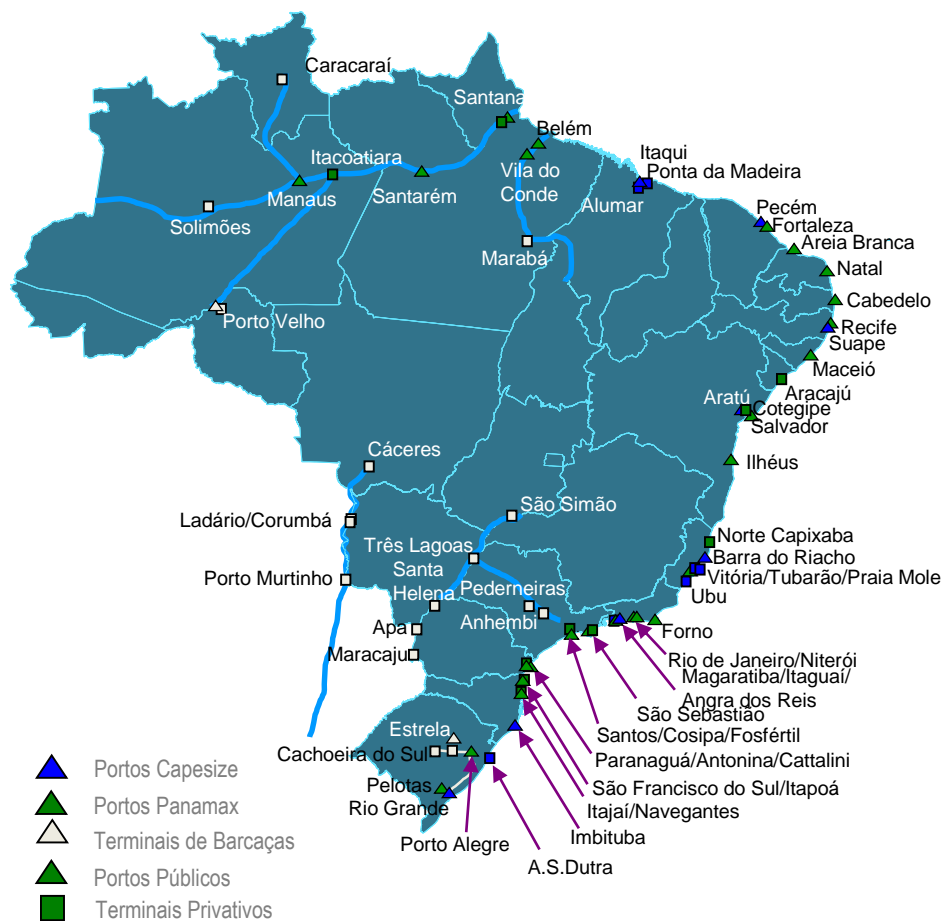 Caracaraí
Santana
Belém
Itacoatiara
Itaqui
Ponta da Madeira
Vila do
Conde
Manaus
Santarém
Alumar
Solimões
Pecém
Fortaleza
Areia Branca
Marabá
Natal
Cabedelo
Porto Velho
Recife
Suape
Maceió
Aracajú
Aratú
Cotegipe
Salvador
Cáceres
Ilhéus
São Simão
Ladário/Corumbá
Norte Capixaba
Três Lagoas
Barra do Riacho
Santa
Helena
Porto Murtinho
Pederneiras
Vitória/Tubarão/Praia Mole
Ubu
Anhembi
Apa
Forno
Maracaju
Rio de Janeiro/Niterói
Magaratiba/Itaguaí/
Angra dos Reis
São Sebastião
Estrela
Santos/Cosipa/Fosfértil
Cachoeira do Sul
Paranaguá/Antonina/Cattalini
Portos Capesize
Pelotas
São Francisco do Sul/Itapoá
Portos Panamax
Rio Grande
Itajaí/Navegantes
Terminais de Barcaças
Porto Alegre
Imbituba
A.S.Dutra
Portos Públicos
Terminais Privativos